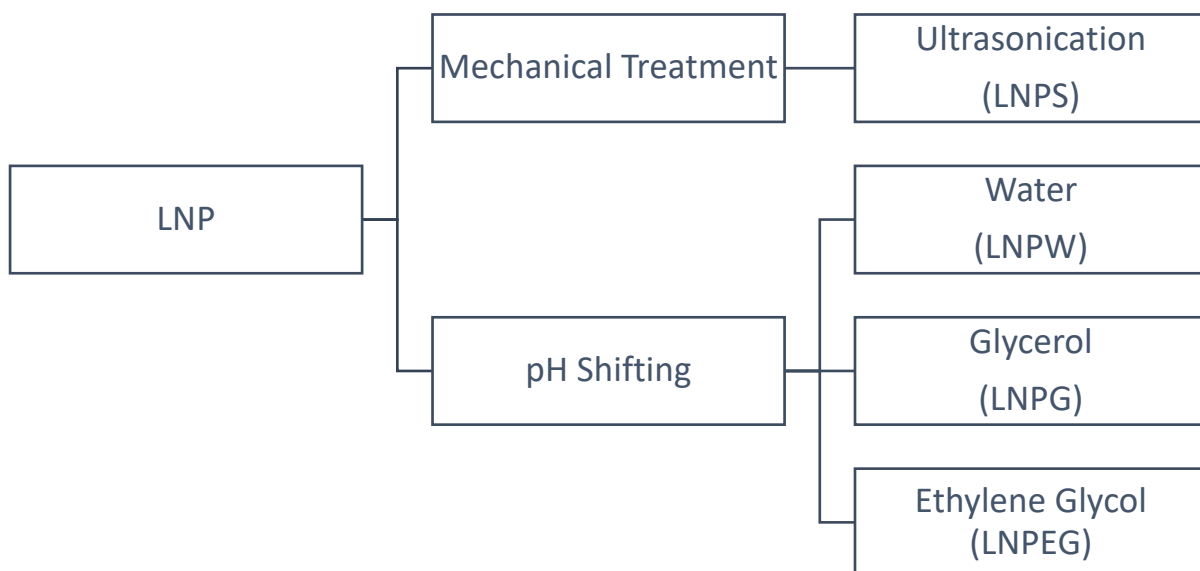 LNP
Mechanical Treatment
Ultrasonication
(LNPS)
pH Shifting
Water
(LNPW)
Glycerol
(LNPG)
Ethylene Glycol
(LNPEG)